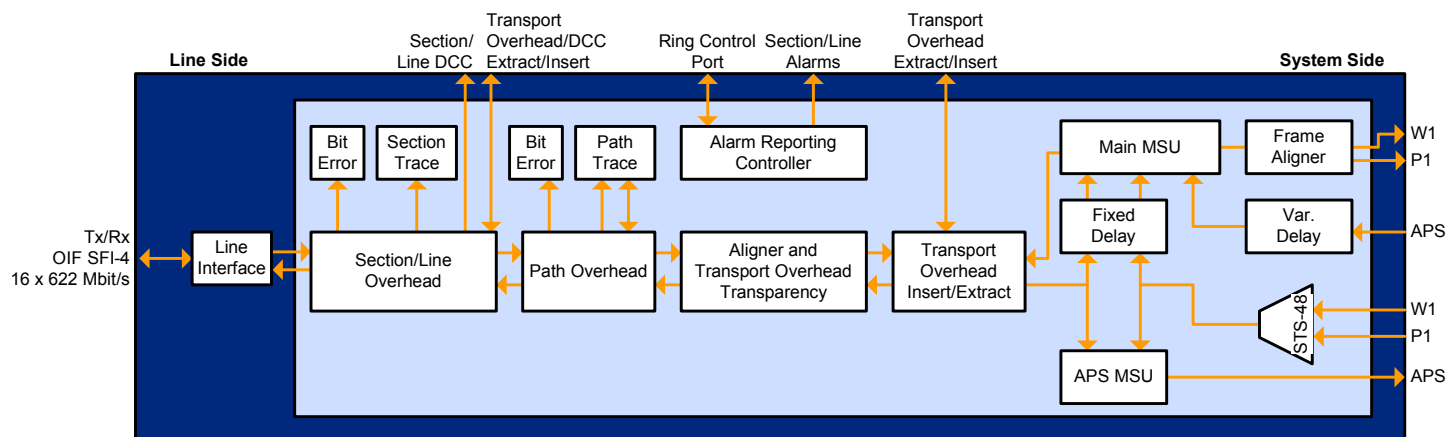 Line Side
System Side
Section/
Line DCC
Transport
Overhead/DCC
Extract/Insert
Ring Control
Port
Section/Line
Alarms
Transport
Overhead
Extract/Insert
Bit
Error
Section
Trace
Bit
Error
Path
Trace
Alarm Reporting
Controller
Main MSU
Frame
Aligner
W1
P1
Tx/Rx
OIF SFI-4
16 x 622 Mbit/s
Line
Interface
Section/Line
Overhead
Path Overhead
Aligner and
Transport Overhead
Transparency
Transport
Overhead
Insert/Extract
Fixed
Delay
Var.
Delay
APS
STS-48
W1
P1
APS MSU
APS